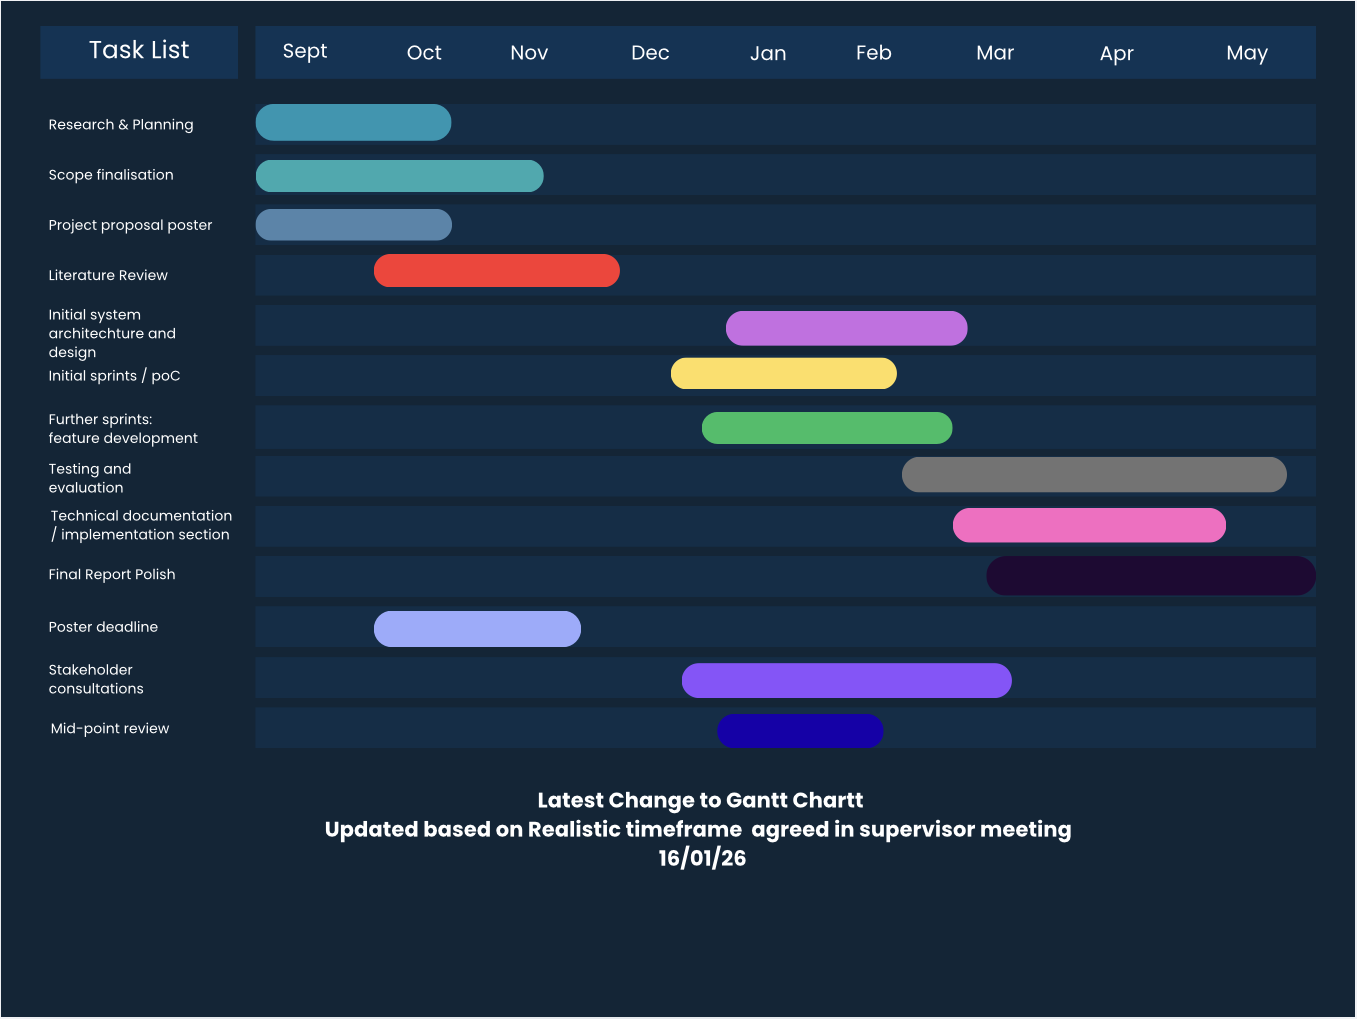 Task List
Sept Oct Nov Dec Jan Feb Mar Apr May
Research & Planning
Scope finalisation
Project proposal poster
Literature Review
Initial system
architechture and
design
Initial sprints / poC
Further sprints:
feature development
Testing and
evaluation
Technical documentation
/ implementation section
Final Report Polish
Poster deadline
Stakeholder
consultations
Mid-point review
Latest Change to Gantt Chartt
Updated based on Realistic timeframe agreed in supervisor meeting
16/01/26